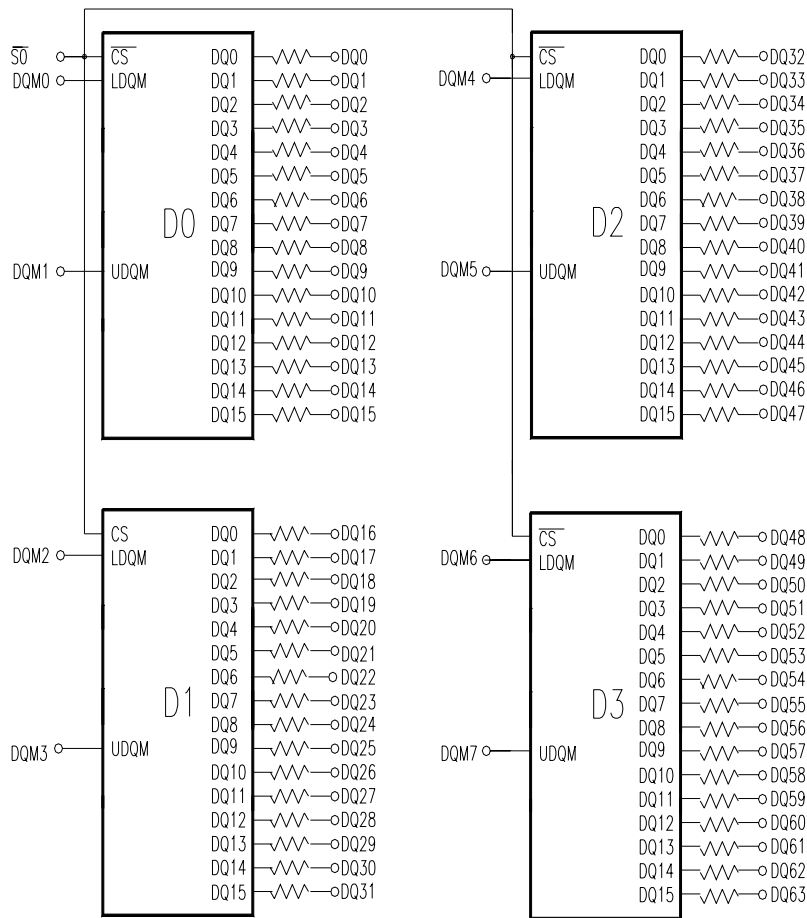 S0 CS DQ0 DQ0
DQM0 LDQM DQ1 DQ1
DQ2 DQ2
DQ3 DQ3
DQ4 DQ4
DQ5 DQ5
DQ6 DQ6
D0 DQ7 DQ7
DQ8 DQ8
DQM1 UDQM DQ9 DQ9
DQ10 DQ10
DQ11 DQ11
DQ12 DQ12
DQ13 DQ13
DQ14 DQ14
DQ15 DQ15
CS DQ0 DQ32
DQM4 LDQM DQ1 DQ33
DQ2 DQ34
DQ3 DQ35
DQ4 DQ36
DQ5 DQ37
DQ6 DQ38
D2 DQ7 DQ39
DQ8 DQ40
DQM5 UDQM DQ9 DQ41
DQ10 DQ42
DQ11 DQ43
DQ12 DQ44
DQ13 DQ45
DQ14 DQ46
DQ15 DQ47
CS DQ0 DQ16
DQM2 LDQM DQ1 DQ17
DQ2 DQ18
DQ3 DQ19
DQ4 DQ20
DQ5 DQ21
DQ6 DQ22
D1 DQ7 DQ23
DQ8 DQ24
DQM3 UDQM DQ9 DQ25
DQ10 DQ26
DQ11 DQ27
DQ12 DQ28
DQ13 DQ29
DQ14 DQ30
DQ15 DQ31
CS DQ0 DQ48
DQM6 LDQM DQ1 DQ49
DQ2 DQ50
DQ3 DQ51
DQ4 DQ52
DQ5 DQ53
DQ6 DQ54
D3 DQ7 DQ55
DQ8 DQ56
DQM7 UDQM DQ9 DQ57
DQ10 DQ58
DQ11 DQ59
DQ12 DQ60
DQ13 DQ61
DQ14 DQ62
DQ15 DQ63